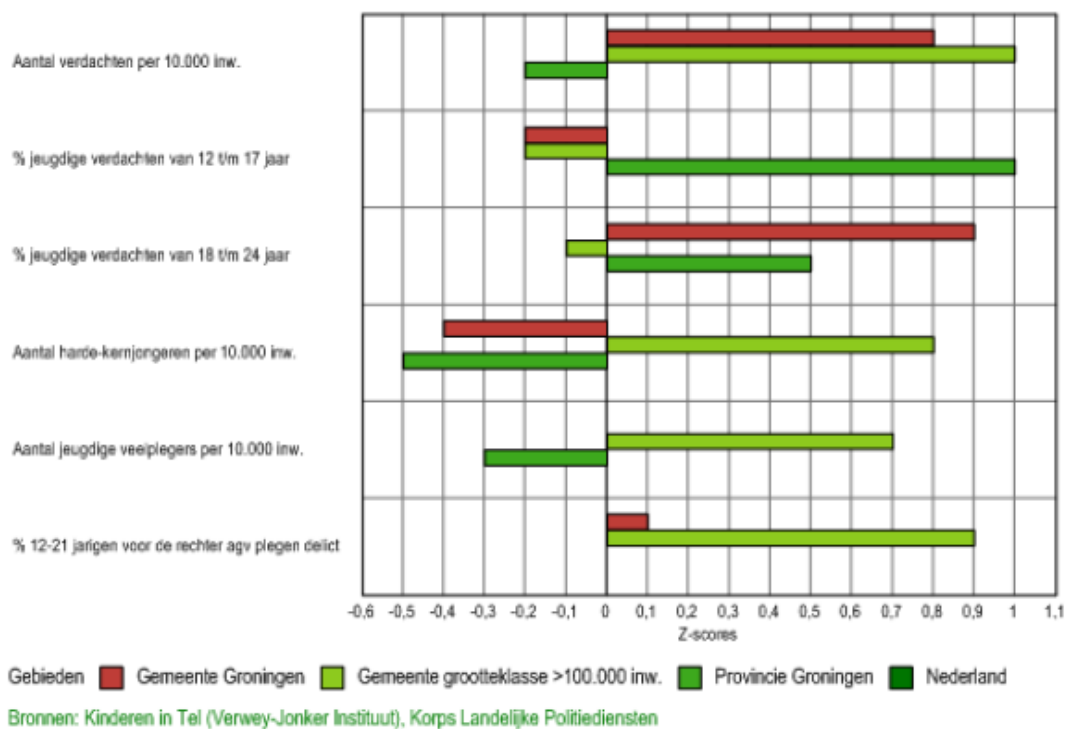 Aantal verdachten per 10.000 inw.
% jeugdige verdachten van 12 t/m 17 jaar
% jeugdige verdachten van 18 t/m 24 jaar
Aantal harde-kernjongeren per 10.000 inw.
Aantal jeugdige veelplegers per 10.000 inw.
% 12-21 jarigen voor de rechter agv plegen delict
-0,6 -0,5 -0,4 -0,3 -0,2 -0,1 0 0,1 0,2 0,3 0,4 0,5 0,6 0,7 0,8 0,9 1 1,1
Z-scores
Gebieden Gemeente Groningen Gemeente grootteklasse >100.000 inw. Provincie Groningen Nederland
Bronnen: Kinderen in Tel (Verwey-Jonker Instituut), Korps Landelijke Politiediensten